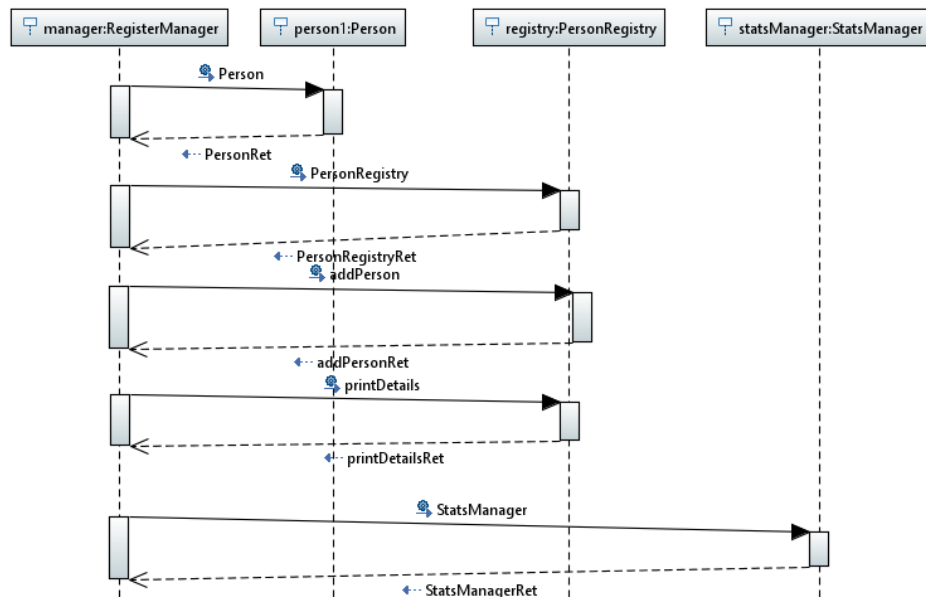 manager:RegisterManager
person1:Person
registry:PersonRegistry
statsManager:StatsManager
Person
PersonRet
PersonRegistry
PersonRegistryRet
addPerson
addPersonRet
printDetails
printDetailsRet
StatsManager
StatsManagerRet